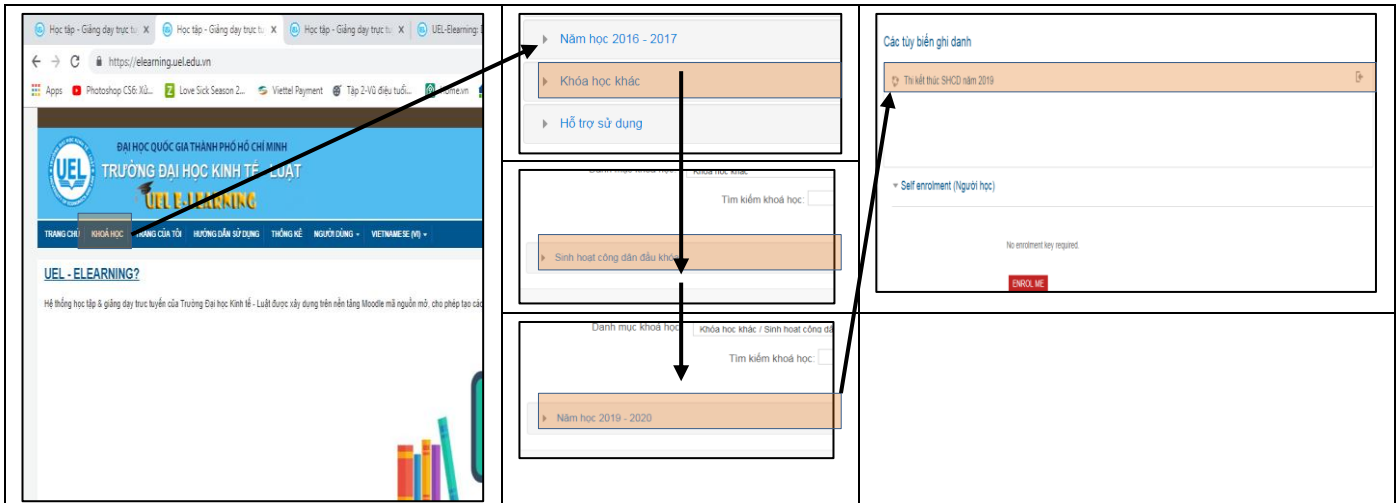 Học tập - Giảng dạy trực tu X
Học tập - Giảng dạy trực tu X
Học tập - Giảng dạy trực tu X
UEL-Elearning:
https://elearning.uel.edu.vn
Apps
Photoshop CS6: Xử...
Love Sick Season 2...
Viettel Payment
Tập 2-Vũ điệu tuổi...
ĐẠI HỌC QUỐC GIA THÀNH PHỐ HỒ CHÍ MINH
UEL
TRƯỜNG ĐẠI HỌC KINH TẾ - LUẬT
UEL E-LEARNING
TRANG CHỦ KHOÁ HỌC TRANG CỦA TÔI HƯỚNG DẪN SỬ DỤNG THỐNG KÊ NGƯỜI DÙNG VIETNAMESE (VI)
UEL - ELEARNING?
Hệ thống học tập & giảng dạy trực tuyến của Trường Đại học Kinh tế - Luật được xây dựng trên nền tảng Moodle mã nguồn mở, cho phép tạo các
Năm học 2016 - 2017
Khóa học khác
Hỗ trợ sử dụng
Danh mục khoá học: Khóa học khác
Tìm kiếm khoá học:
Sinh hoạt công dân đầu khóa
Danh mục khoá học: Khóa học khác / Sinh hoạt công dâ
Tìm kiếm khoá học:
Năm học 2019 - 2020
Các tùy biến ghi danh
Thi kết thúc SHCD năm 2019
Self enrolment (Người học)
No enrolment key required.
ENROL ME